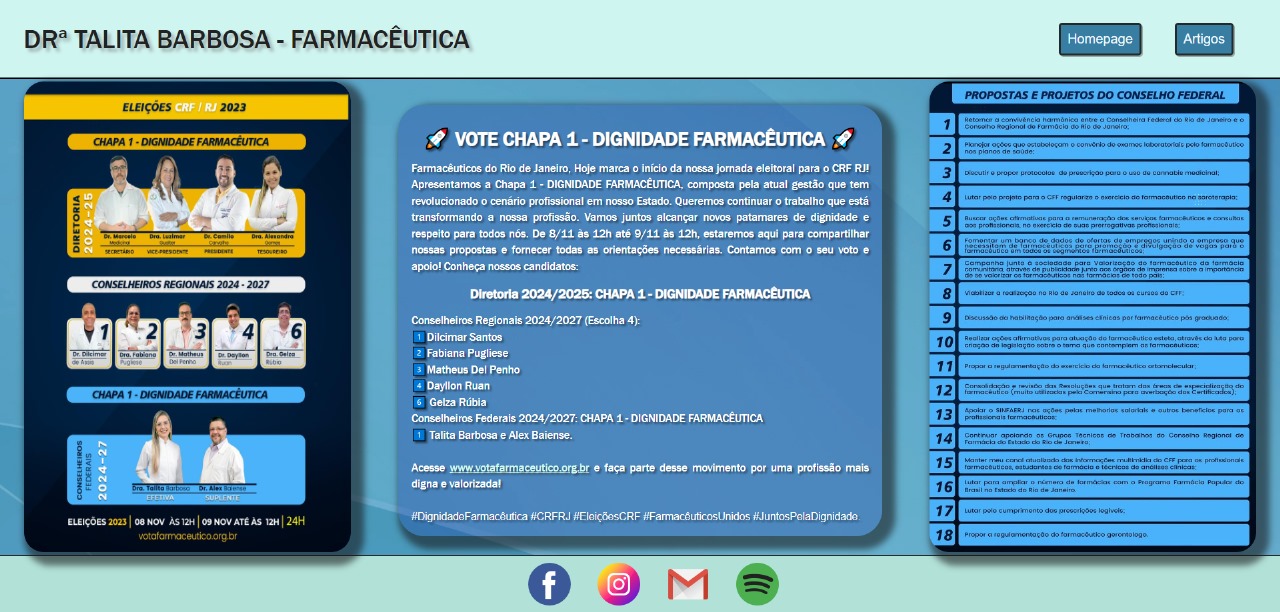 DRª TALITA BARBOSA - FARMACÊUTICA
Homepage
Artigos
ELEIÇÕES CRF / RJ 2023
CHAPA 1 - DIGNIDADE FARMACÊUTICA
DIRETORIA
2024-25
Dr. Marcelo
Dra. Luzimar
Dr. Camilo
Dra. Alexandra
Gualter
Carvalho
Gomes
SECRETÁRIO
VICE-PRESIDENTE
PRESIDENTE
TESOUREIRO
CONSELHEIROS REGIONAIS 2024 - 2027
1
2
3
4
6
Dr. Dilcimar
de Assis
Dra. Fabiana
Pugliese
Dr. Matheus
Del Penho
Dr. Dayllon
Ruan
Dra. Gelza
Rúbia
CHAPA 1 - DIGNIDADE FARMACÊUTICA
CONSELHEIROS
FEDERAIS
2024-27
Dra. Talita Barbosa
EFETIVA
Dr. Alex Baiense
SUPLENTE
ELEIÇÕES 2023 | 08 NOV ÀS 12H | 09 NOV ATÉ ÀS 12H | 24H
votafarmaceutico.org.br
🚀 VOTE CHAPA 1 - DIGNIDADE FARMACÊUTICA 🚀
Farmacêuticos do Rio de Janeiro, Hoje marca o início da nossa jornada eleitoral para o CRF RJ!
Apresentamos a Chapa 1 - DIGNIDADE FARMACÊUTICA, composta pela atual gestão que tem
revolucionado o cenário profissional em nosso Estado. Queremos continuar o trabalho que está
transformando a nossa profissão. Vamos juntos alcançar novos patamares de dignidade e
respeito para todos nós. De 8/11 às 12h até 9/11 às 12h, estaremos aqui para compartilhar
nossas propostas e fornecer todas as orientações necessárias. Contamos com o seu voto e
apoio! Conheça nossos candidatos:
Diretoria 2024/2025: CHAPA 1 - DIGNIDADE FARMACÊUTICA
Conselheiros Regionais 2024/2027 (Escolha 4):
1 Dilcimar Santos
2 Fabiana Pugliese
3 Matheus Del Penho
4 Dayllon Ruan
6 Gelza Rúbia
Conselheiros Federais 2024/2027: CHAPA 1 - DIGNIDADE FARMACÊUTICA
1 Talita Barbosa e Alex Baiense.
Acesse www.votafarmaceutico.org.br e faça parte desse movimento por uma profissão mais
digna e valorizada!
#DignidadeFarmacêutica #CRFRJ #EleiçõesCRF #FarmacêuticosUnidos #JuntosPelaDignidade.
PROPOSTAS E PROJETOS DO CONSELHO FEDERAL
1 Retomar a convivência harmônica entre a Conselheira Federal do Rio de Janeiro e o
Conselho Regional de Farmácia do Rio de Janeiro;
2 Planejar ações que estabeleçam o convênio de exames laboratoriais pelo farmacêutico
nos planos de saúde;
3 Discutir e propor protocolos de prescrição para o uso de cannabis medicinal;
4 Lutar pelo projeto para o CFF regularize o exercício do farmacêutico na soroterapia;
5 Buscar ações afirmativas para a remuneração dos serviços farmacêuticos e consultas
aos profissionais, no exercício de suas prerrogativas profissionais;
6 Fomentar um banco de dados de ofertas de empregos unindo a empresa que
necessitam de farmacêuticos para promoção e divulgação de vagas para o
farmacêutico em todos os segmentos farmacêuticos;
7 Campanha junto à sociedade para Valorização do farmacêutico da farmácia
comunitária, através de publicidade junto aos órgãos de imprensa sobre a importância
de se valorizar os farmacêuticos nas farmácias de todo país;
8 Viabilizar a realização no Rio de Janeiro de todos os cursos do CFF;
9 Discussão da habilitação para análises clínicas por farmacêutico pós graduado;
10 Realizar ações afirmativas para atuação do farmacêutico esteta, através da luta para
criação de legislação sobre o tema que contemplem os farmacêuticos;
11 Propor a regulamentação do exercício do farmacêutico ortomolecular;
12 Consolidação e revisão das Resoluções que tratam das áreas de especialização do
farmacêutico (muito utilizadas pelo Comensino para averbação dos Certificados);
13 Apoiar o SINFAERJ nas ações pelas melhorias salariais e outros benefícios para os
profissionais farmacêuticos;
14 Continuar apoiando os Grupos Técnicos de Trabalhos do Conselho Regional de
Farmácia do Estado do Rio de Janeiro;
15 Manter meu canal atualizado das informações multimídia do CFF para os profissionais
farmacêuticos, estudantes de farmácia e técnicos de análises clínicas;
16 Lutar para ampliar o número de farmácias com o Programa Farmácia Popular do
Brasil no Estado do Rio de Janeiro.
17 Lutar pelo cumprimento das prescrições legíveis;
18 Propor a regulamentação do farmacêutico gerontologo.